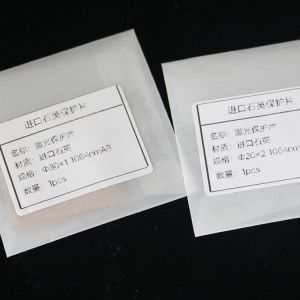 进口石英保护片
名称: 激光保护片
材质: 进口石英
规格: Φ30×1 1064nmAR
数量: 1pcs
进口石英保护片
名称: 激光保护片
材质: 进口石英
规格: Φ20×2 1064nm
数量: 1pcs